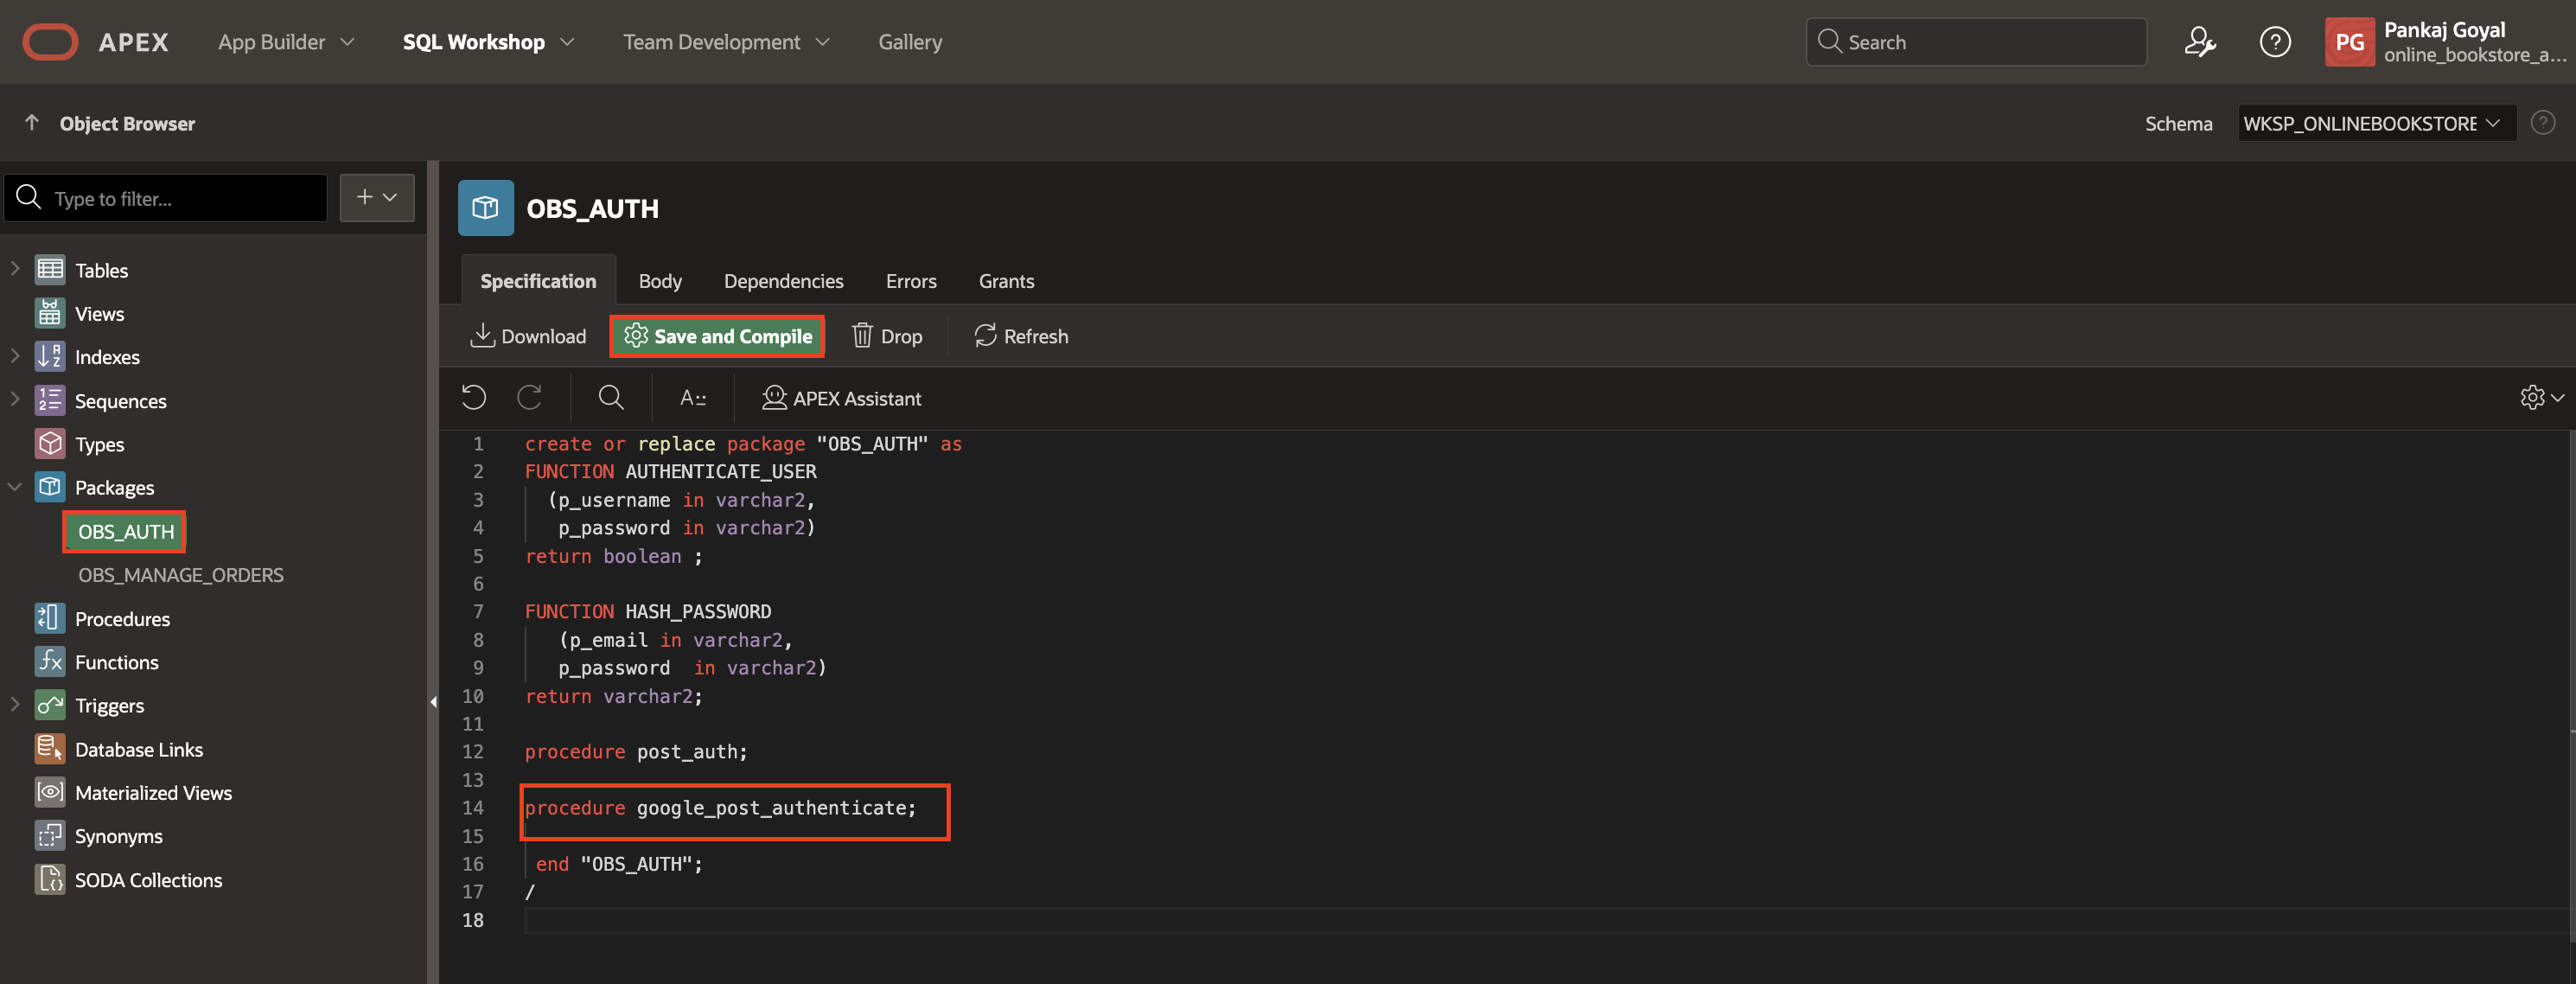 APEX App Builder SQL Workshop Team Development Gallery Search PG Pankaj Goyal
online_bookstore_a...
Object Browser Schema WKSP_ONLINEBOOKSTORE
Type to filter...
Tables
Views
Indexes
Sequences
Types
Packages
OBS_AUTH
OBS_MANAGE_ORDERS
Procedures
Functions
Triggers
Database Links
Materialized Views
Synonyms
SODA Collections
OBS_AUTH
Specification Body Dependencies Errors Grants
Download Save and Compile Drop Refresh
A:: APEX Assistant
1 create or replace package "OBS_AUTH" as
2 FUNCTION AUTHENTICATE_USER
3 (p_username in varchar2,
4 p_password in varchar2)
5 return boolean ;
6
7 FUNCTION HASH_PASSWORD
8 (p_email in varchar2,
9 p_password in varchar2)
10 return varchar2;
11
12 procedure post_auth;
13
14 procedure google_post_authenticate;
15
16 end "OBS_AUTH";
17 /
18